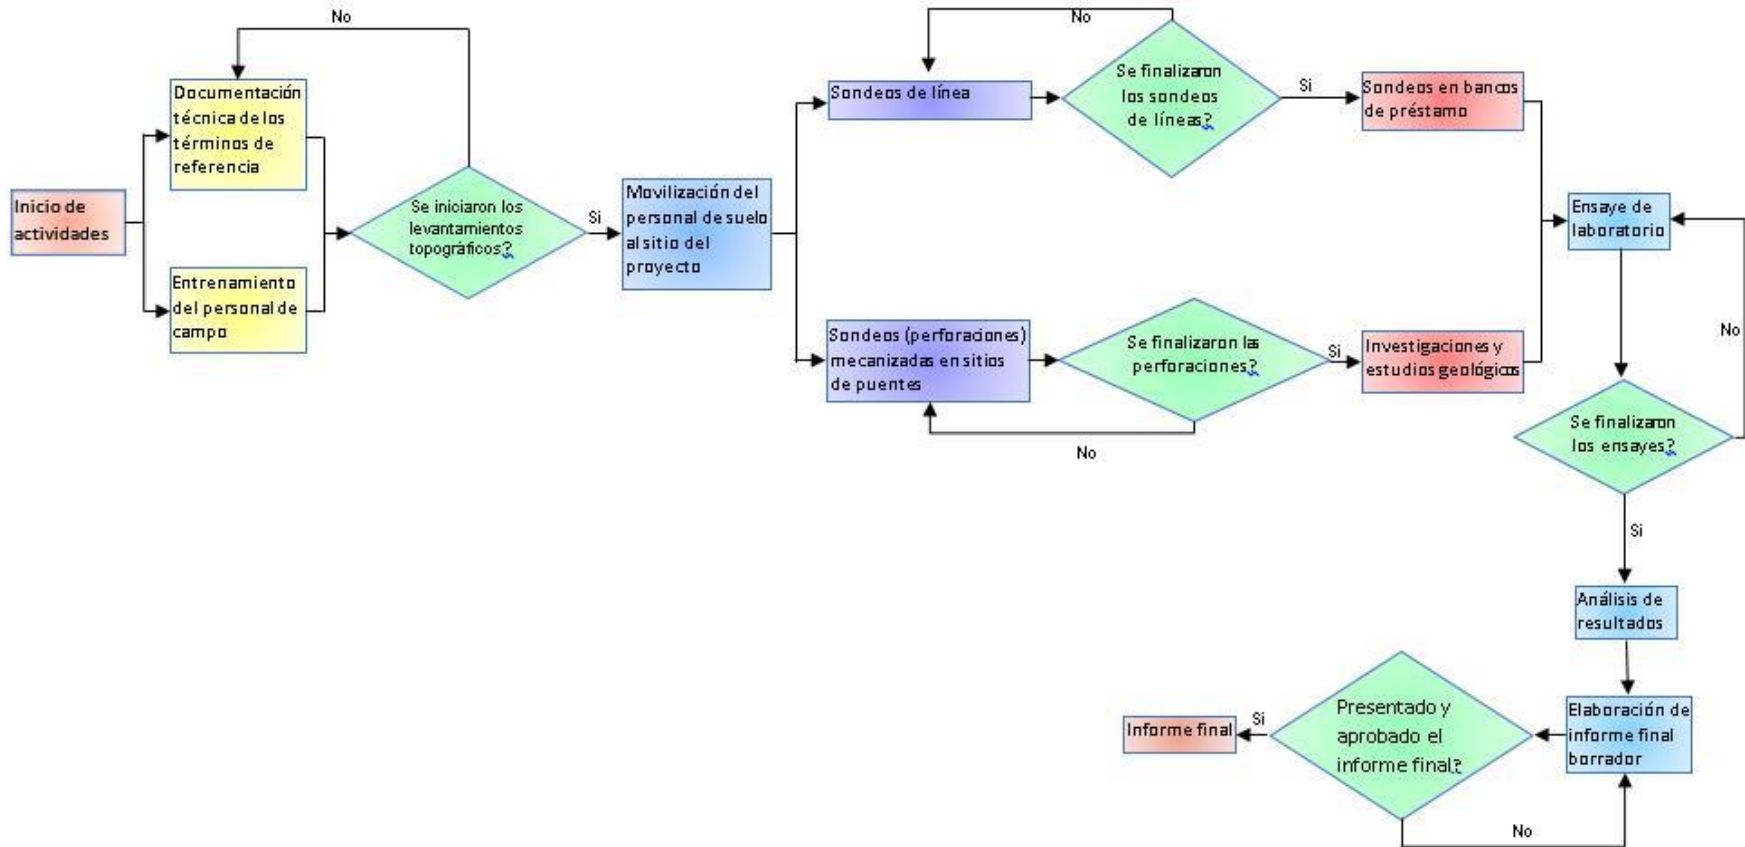 No
Documentación
técnica de los
términos de
referencia
Inicio de
actividades
Entrenamiento
del personal de
campo
Se iniciaron los
levantamientos
topográficos?
Si
Movilización del
personal de suelo
al sitio del
proyecto
No
Sondeos de línea
Se finalizaron
los sondeos
de líneas?
Si
Sondeos en bancos
de préstamo
Sondeos (perforaciones)
mecanizadas en sitios
de puentes
Se finalizaron las
perforaciones?
Si
No
Investigaciones y
estudios geológicos
Ensaye de
laboratorio
No
Se finalizaron
los ensayes?
Si
Análisis de
resultados
Elaboración de
informe final
borrador
Presentado y
aprobado el
informe final?
No
Si
Informe final